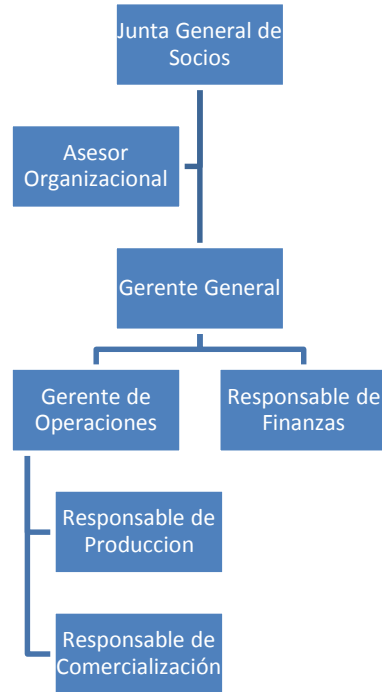 Junta General de
Socios
Asesor
Organizacional
Gerente General
Gerente de
Operaciones
Responsable de
Finanzas
Responsable de
Produccion
Responsable de
Comercialización